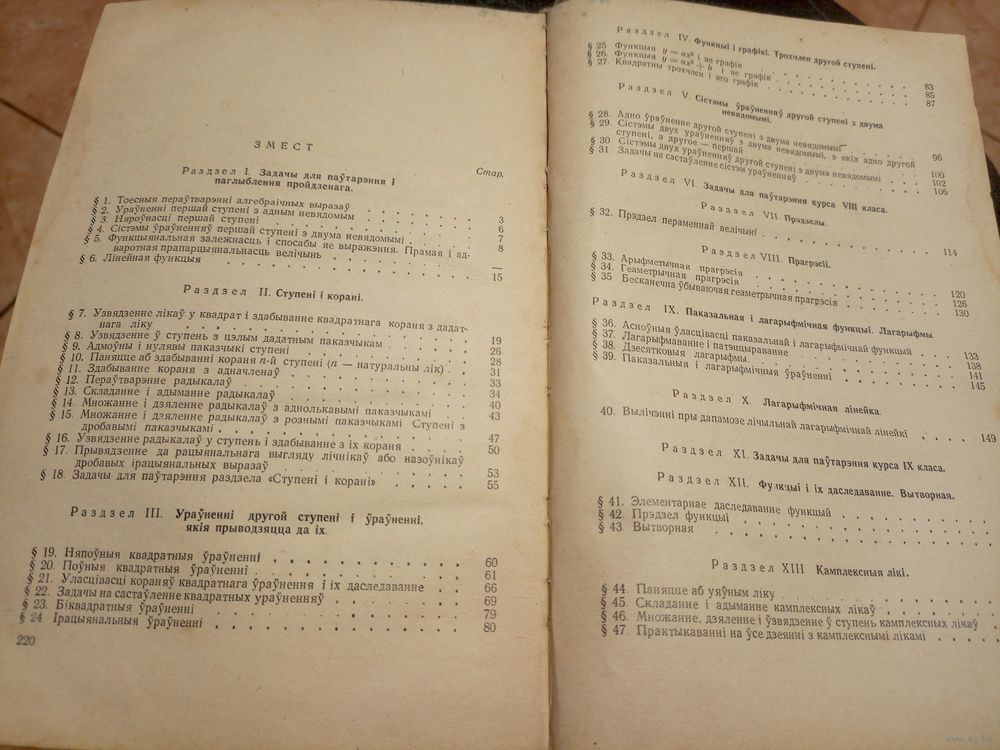 ЗМЕСТ
Стар.
Раздзел I. Задачы для паўтарэння і
паглыблення пройдзенага.
§ 1. Тоесныя пераўтварэнні алгебраічных выразаў . . . . . . 3
§ 2. Ураўненні першай ступені з адным невядомым . . . . . . 6
§ 3. Няроўнасці першай ступені . . . . . . 7
§ 4. Сістэмы ўраўненняў першай ступені з двума невядомымі . . . 8
§ 5. Функцыянальная залежнасць і спосабы яе выражэння. Прамая і ад-
варотная прапарцыянальнасць велічынь . . . . . . —
§ 6. Лінейная функцыя . . . . . . 15
Раздзел II. Ступені і корані.
§ 7. Узвядзенне лікаў у квадрат і здабыванне квадратнага кораня з дадат-
нага ліку . . . . . . 19
§ 8. Узвядзенне ў ступень з цэлым дадатным паказчыкам . . . . 26
§ 9. Адмоўны і нулявы паказчыкі ступені . . . . . . 28
§ 10. Паняцце аб здабыванні кораня n-й ступені (n — натуральны лік) . 31
§ 11. Здабыванне кораня з адначленаў . . . . . . 33
§ 12. Пераўтварэнне радыкалаў . . . . . . 34
§ 13. Складанне і адыманне радыкалаў . . . . . . 40
§ 14. Множанне і дзяленне радыкалаў з аднолькавымі паказчыкамі . . 43
§ 15. Множанне і дзяленне радыкалаў з рознымі паказчыкамі Ступені з
дробавымі паказчыкамі . . . . . . 47
§ 16. Узвядзенне радыкалаў у ступень і здабыванне з іх кораня . . . 50
§ 17. Прывядзенне да рацыянальнага выгляду лічнікаў або назоўнікаў
дробавых ірацыянальных выразаў . . . . . . 53
§ 18. Задачы для паўтарэння раздзела «Ступені і корані» . . . . 55
Раздзел III. Ураўненні другой ступені і ўраўненні,
якія прыводзяцца да іх.
§ 19. Няпоўныя квадратныя ўраўненні . . . . . . 60
§ 20. Поўныя квадратныя ўраўненні . . . . . . 61
§ 21. Уласцівасці кораняў квадратнага ўраўнення і іх даследаванне . . 66
§ 22. Задачы на састаўленне квадратных ураўненняў . . . . . . 69
§ 23. Біквадратныя ўраўненні . . . . . . 79
§ 24 Ірацыянальныя ўраўненні . . . . . . 80
220
Раздзел IV. Функцыі і графікі. Трохчлен другой ступені.
§ 25 Функцыя y = ax² і яе графік . . . . . . 83
§ 26. Функцыя y = ax² + b і яе графік . . . . . . 85
§ 27. Квадратны трохчлен і яго графік . . . . . . 87
Раздзел V. Сістэмы ўраўненняў другой ступені з двума
невядомымі.
§ 28. Адно ўраўненне другой ступені з двума невядомымі . . . 96
§ 29. Сістэмы двух ураўненняў з двума невядомымі, з якіх адно другой
ступені, а другое — першай . . . . . . 100
§ 30 Сістэмы двух ураўненняў другой ступені з двума невядомымі . 102
§ 31. Задачы на састаўленне сістэм ураўненняў . . . . . . 106
Раздзел VI. Задачы для паўтарэння курса VIII класа.
Раздзел VII. Прэдзелы.
§ 32. Прэдзел пераменнай велічыні . . . . . . 114
Раздзел VIII. Прагрэсіі.
§ 33. Арыфметычная прагрэсія . . . . . . 120
§ 34. Геаметрычная прагрэсія . . . . . . 126
§ 35 Бесканечна ўбываючая геаметрычная прагрэсія . . . . . . 130
Раздзел IX. Паказальная і лагарыфмічная функцыі. Лагарыфмы.
§ 36. Асноўныя ўласцівасці паказальнай і лагарыфмічнай функцый . . 133
§ 37. Лагарыфмаванне і патэнцыраванне . . . . . . 138
§ 38. Дзесятковыя лагарыфмы. . . . . . . 141
§ 39. Паказальныя і лагарыфмічныя ўраўненні . . . . . . 145
Раздзел X. Лагарыфмічная лінейка.
40. Вылічэнні пры дапамозе лічыльнай лагарыфмічнай лінейкі . . . . 149
Раздзел XI. Задачы для паўтарэння курса IX класа.
Раздзел XII. Функцыі і іх даследаванне. Вытворная.
§ 41. Элементарнае даследаванне функцый . . . . . .
§ 42. Прэдзел функцыі . . . . . .
§ 43. Вытворная . . . . . .
Раздзел XIII Камплексныя лікі.
§ 44. Паняцце аб уяўным ліку . . . . . .
§ 45. Складанне і адыманне камплексных лікаў . . . . . .
§ 46. Множанне, дзяленне і ўзвядзенне ў ступень камплексных лікаў .
§ 47. Практыкаванні на ўсе дзеянні з камплекснымі лікамі . . . .
www.ay.by